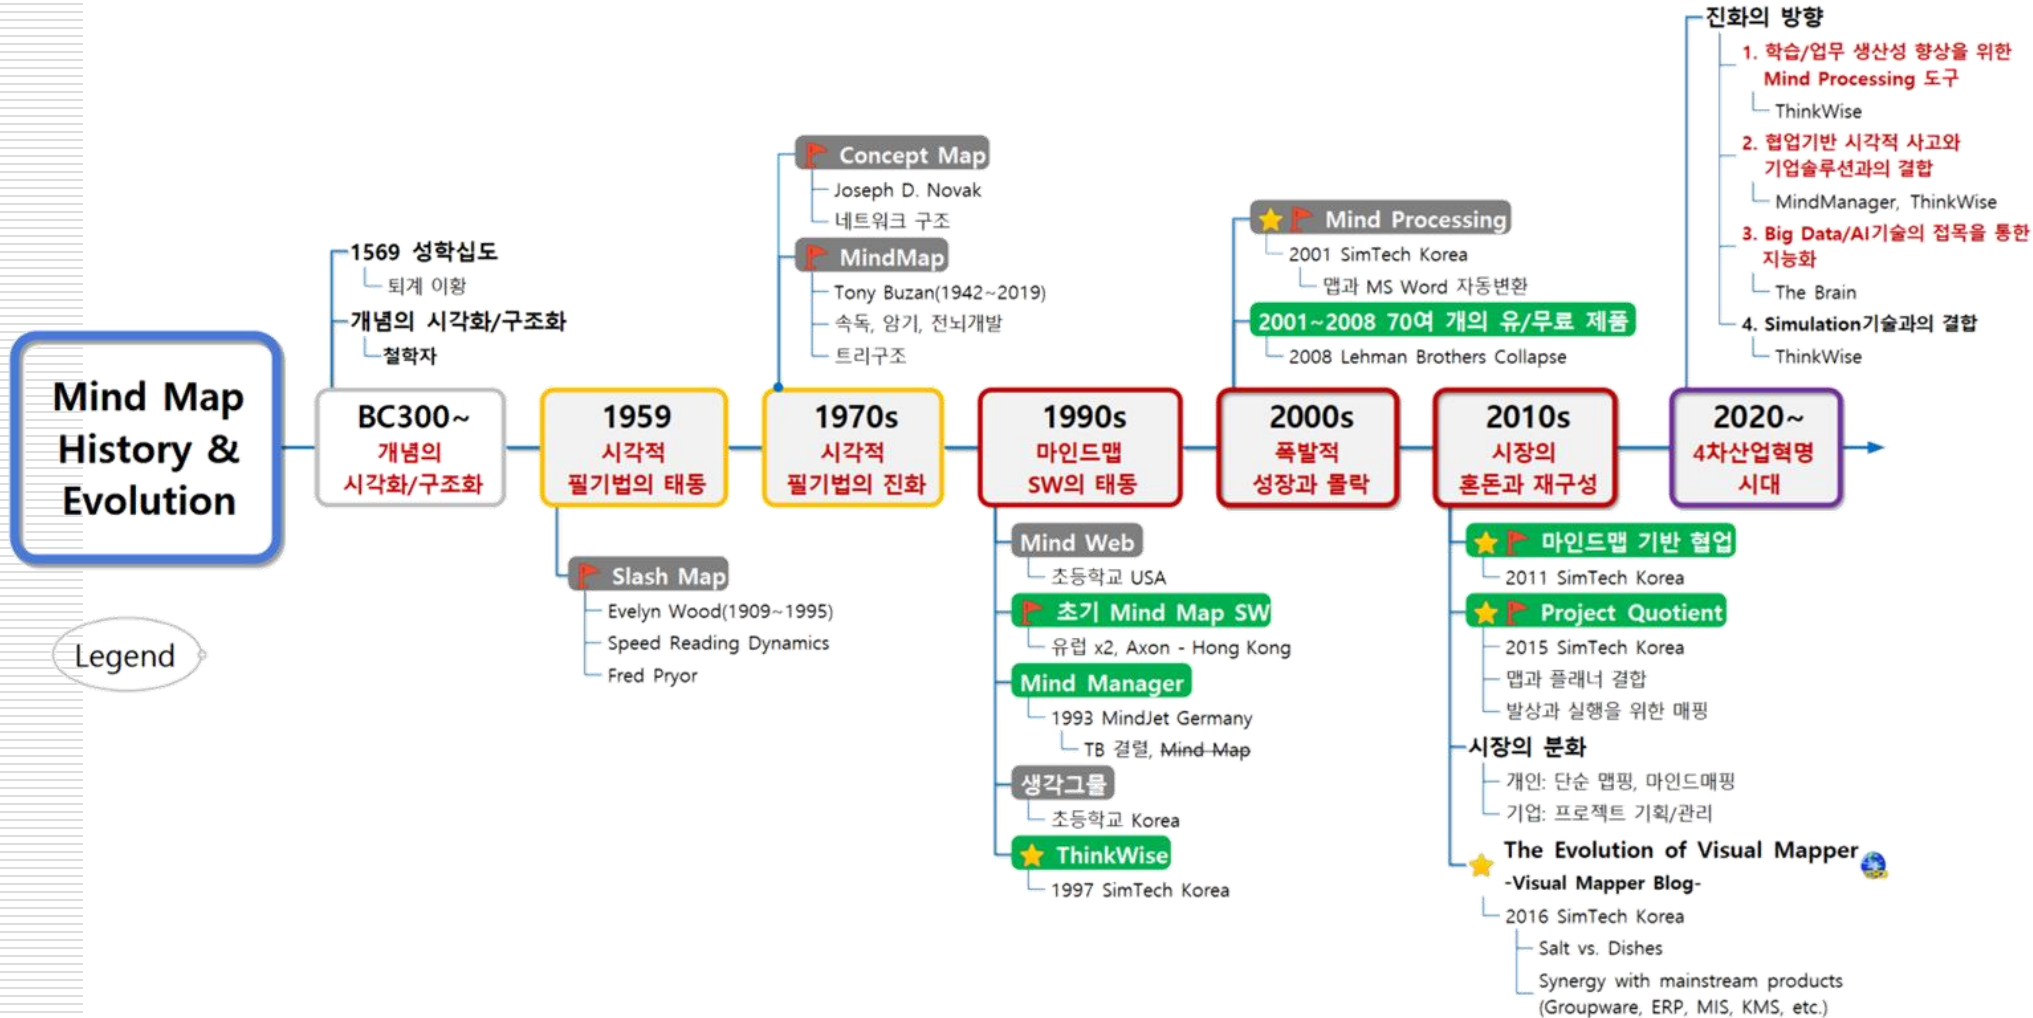 Mind Map
History &
Evolution
Legend
1569 성학십도
퇴계 이황
개념의 시각화/구조화
철학자
BC300~
개념의
시각화/구조화
1959
시각적
필기법의 태동
Slash Map
Evelyn Wood(1909~1995)
Speed Reading Dynamics
Fred Pryor
Concept Map
Joseph D. Novak
네트워크 구조
MindMap
Tony Buzan(1942~2019)
속독, 암기, 전뇌개발
트리구조
1970s
시각적
필기법의 진화
1990s
마인드맵
SW의 태동
Mind Web
초등학교 USA
초기 Mind Map SW
유럽 x2, Axon - Hong Kong
Mind Manager
1993 MindJet Germany
TB 결렬, Mind Map
생각그물
초등학교 Korea
ThinkWise
1997 SimTech Korea
Mind Processing
2001 SimTech Korea
맵과 MS Word 자동변환
2001~2008 70여 개의 유/무료 제품
2008 Lehman Brothers Collapse
2000s
폭발적
성장과 몰락
2010s
시장의
혼돈과 재구성
마인드맵 기반 협업
2011 SimTech Korea
Project Quotient
2015 SimTech Korea
맵과 플래너 결합
발상과 실행을 위한 매핑
시장의 분화
개인: 단순 맵핑, 마인드매핑
기업: 프로젝트 기획/관리
The Evolution of Visual Mapper
-Visual Mapper Blog-
2016 SimTech Korea
Salt vs. Dishes
Synergy with mainstream products
(Groupware, ERP, MIS, KMS, etc.)
진화의 방향
1. 학습/업무 생산성 향상을 위한
Mind Processing 도구
ThinkWise
2. 협업기반 시각적 사고와
기업솔루션과의 결합
MindManager, ThinkWise
3. Big Data/AI기술의 접목을 통한
지능화
The Brain
4. Simulation기술과의 결합
ThinkWise
2020~
4차산업혁명
시대